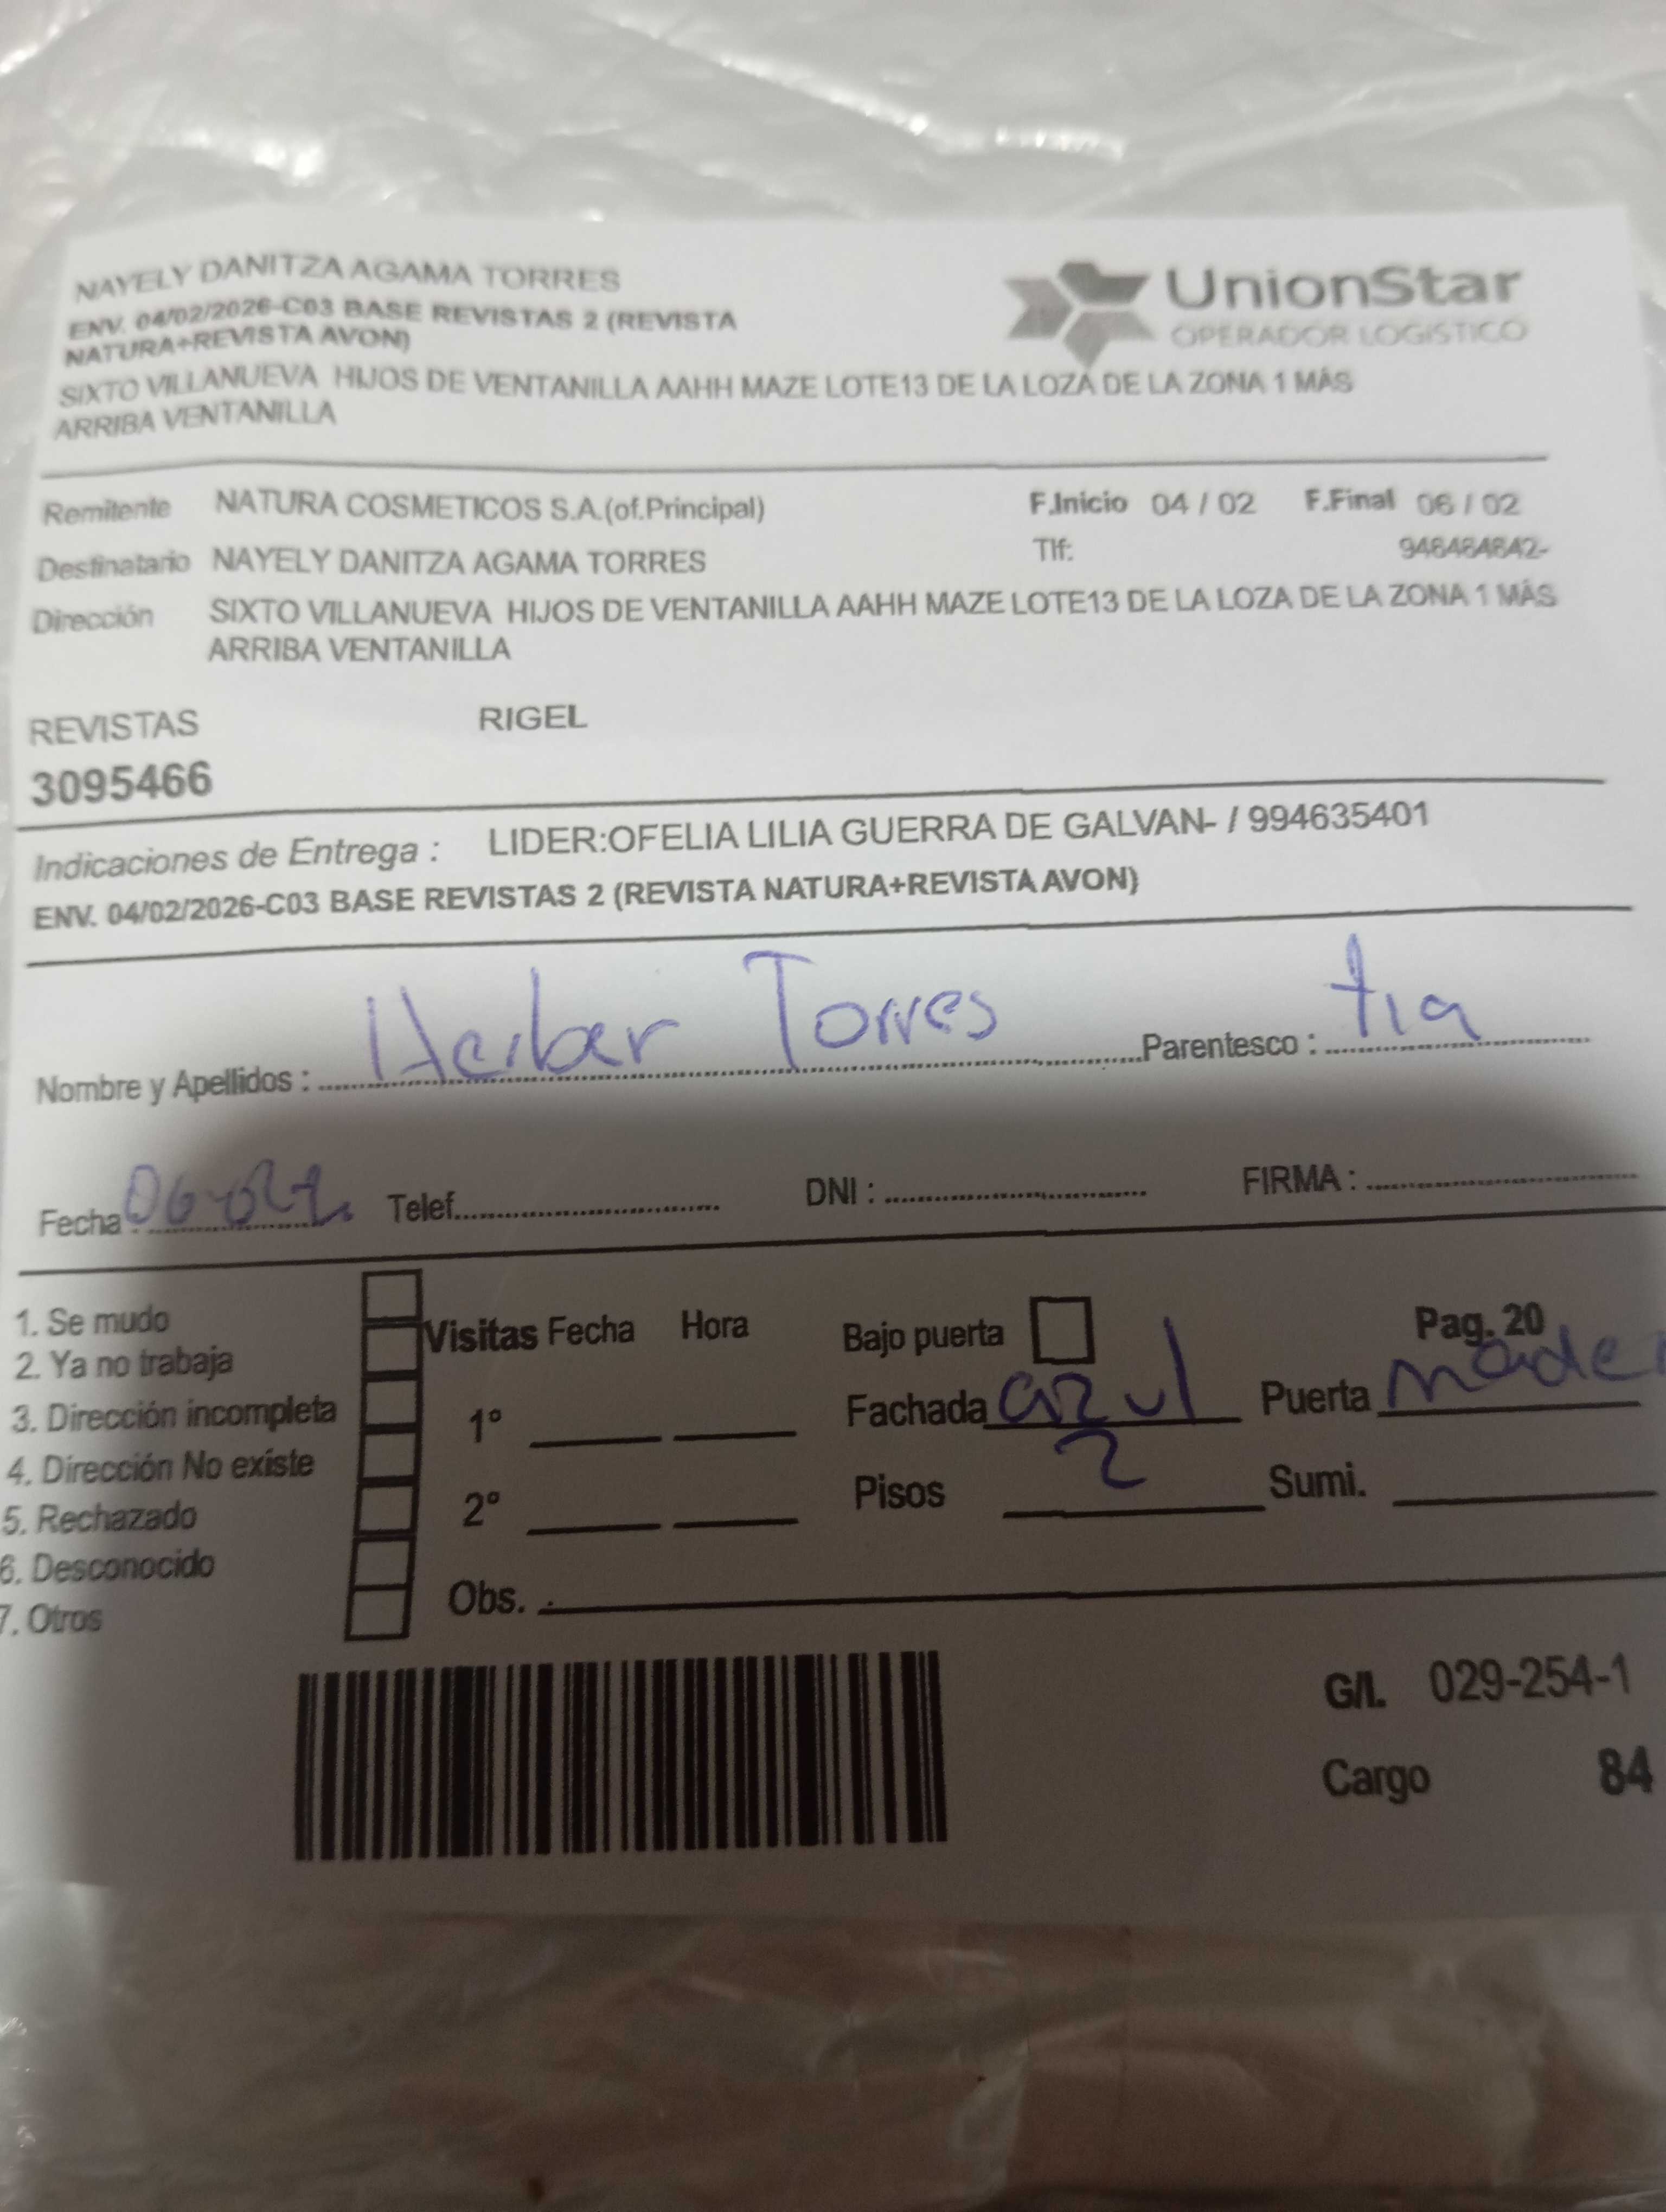 NAYELY DANITZA AGAMA TORRES
ENV. 04/02/2026-C03 BASE REVISTAS 2 (REVISTA
NATURA+REVISTA AVON)
SIXTO VILLANUEVA HIJOS DE VENTANILLA AAHH MAZE LOTE13 DE LA LOZA DE LA ZONA 1 MÁS
ARRIBA VENTANILLA
UnionStar
OPERADOR LOGÍSTICO
Remitente NATURA COSMETICOS S.A.(of.Principal) F.Inicio 04 / 02 F.Final 06 / 02
Destinatario NAYELY DANITZA AGAMA TORRES Tlf: 946464642-
Dirección SIXTO VILLANUEVA HIJOS DE VENTANILLA AAHH MAZE LOTE13 DE LA LOZA DE LA ZONA 1 MÁS
ARRIBA VENTANILLA
REVISTAS RIGEL
3095466
Indicaciones de Entrega : LIDER:OFELIA LILIA GUERRA DE GALVAN- / 994635401
ENV. 04/02/2026-C03 BASE REVISTAS 2 (REVISTA NATURA+REVISTA AVON)
Nombre y Apellidos : Torres Parentesco : tia
Fecha : Telef. DNI : FIRMA :
1. Se mudo
2. Ya no trabaja
3. Dirección incompleta
4. Dirección No existe
5. Rechazado
6. Desconocido
7. Otros
Visitas Fecha Hora
1°
2°
Obs.
Bajo puerta Pag. 20
Fachada azul Puerta
Pisos 2 Sumi.
G/L 029-254-1
Cargo 84